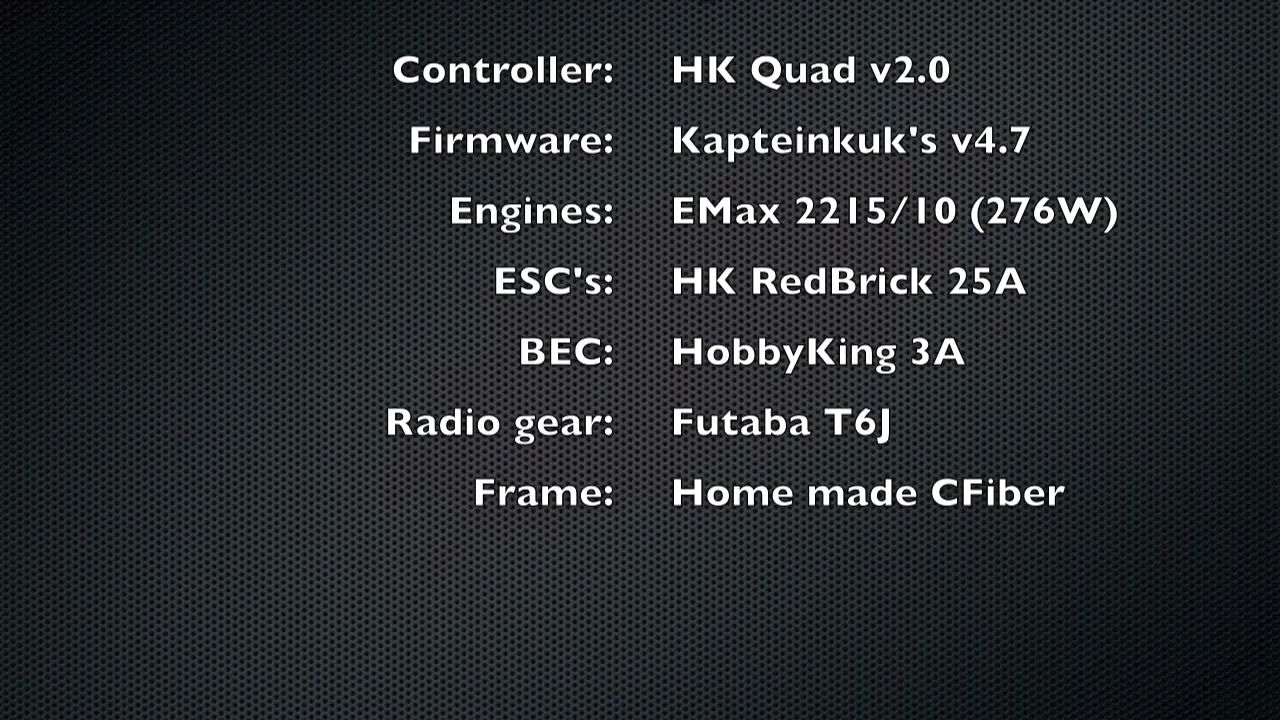 Controller: HK Quad v2.0
Firmware: Kapteinkuk's v4.7
Engines: EMax 2215/10 (276W)
ESC's: HK RedBrick 25A
BEC: HobbyKing 3A
Radio gear: Futaba T6J
Frame: Home made CFiber